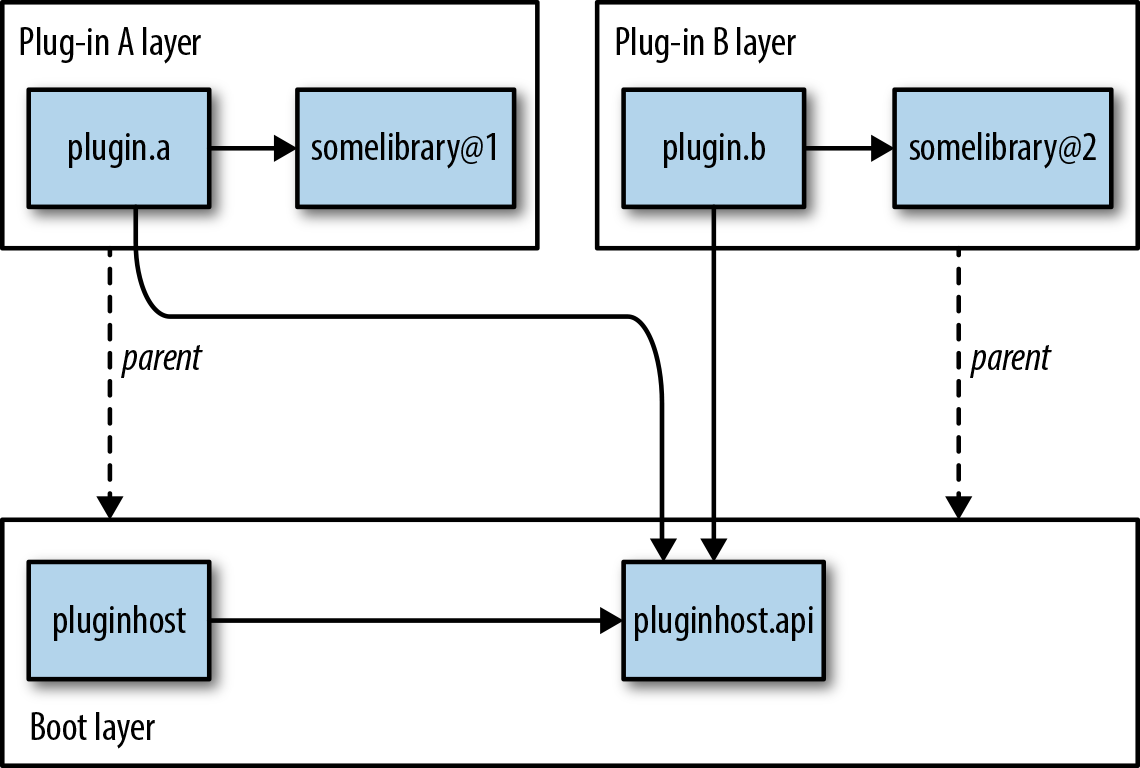 Plug-in A layer
plugin.a
somelibrary@1
Plug-in B layer
plugin.b
somelibrary@2
parent
parent
pluginhost
pluginhost.api
Boot layer